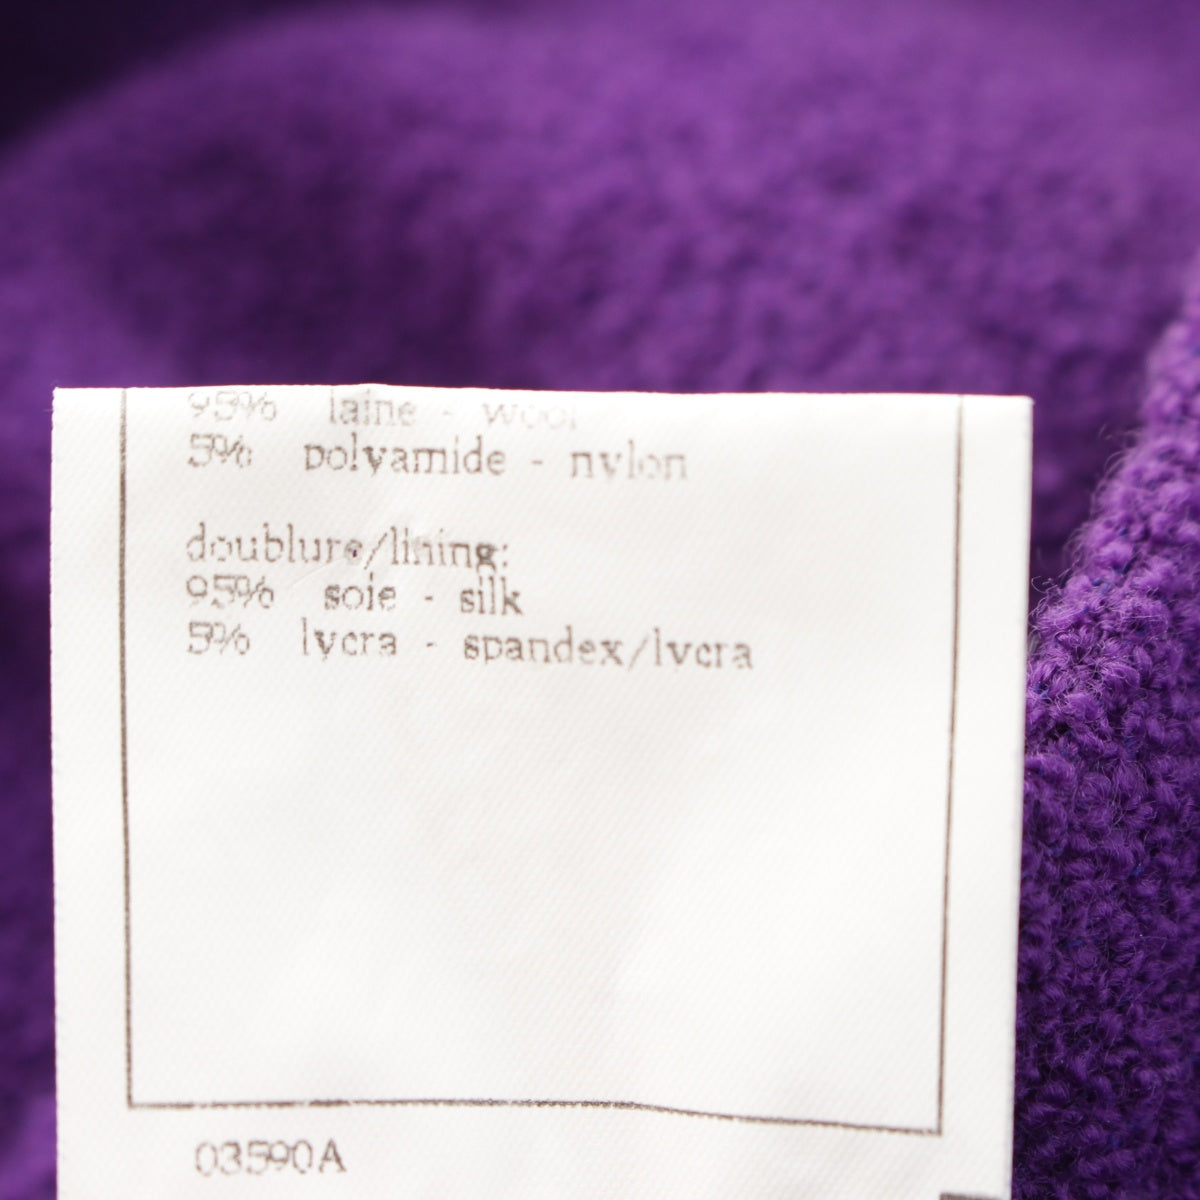 95% laine - wool
5% polyamide - nylon
doublure/lining:
95% soie - silk
5% lycra - spandex/lycra
03590A